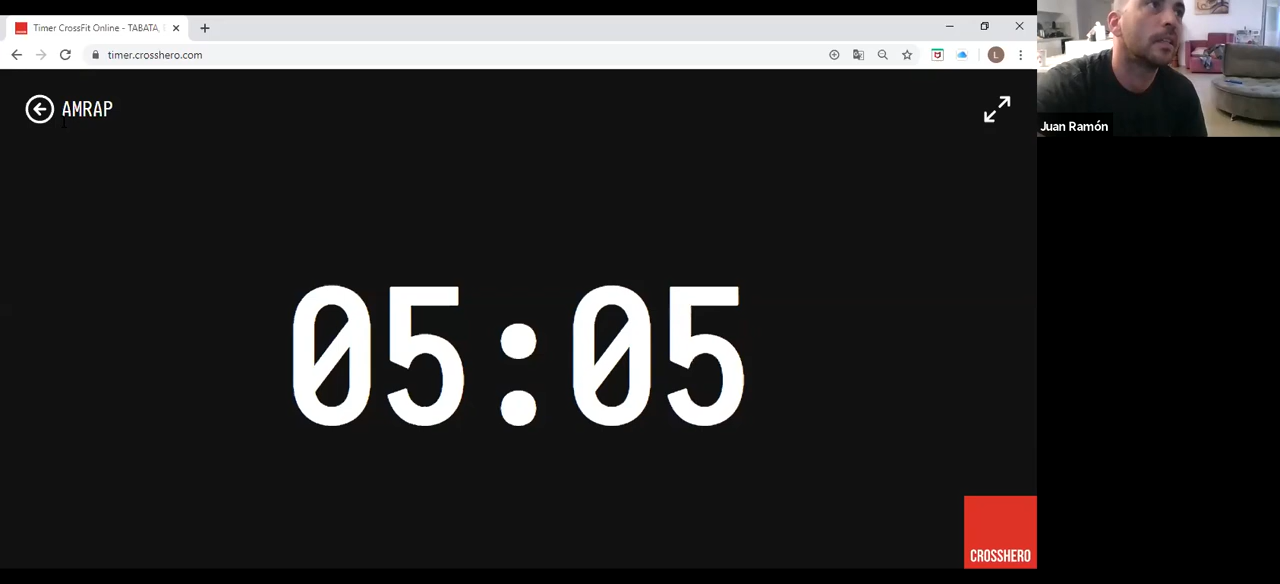 Timer CrossFit Online - TABATA,
timer.crosshero.com
L
AMRAP
05:05
CROSSHERO
Juan Ramón